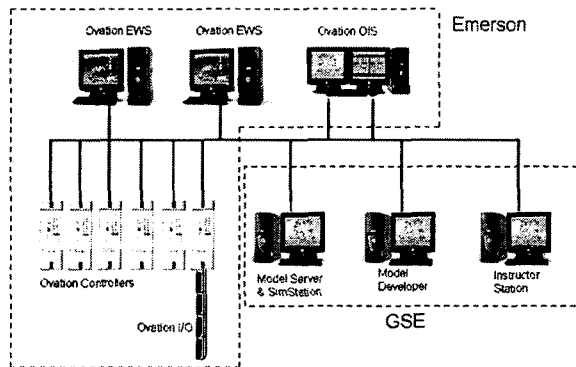 Ovation EWS
Ovation EWS
Ovation OIS
Emerson
Ovation Controllers
Ovation I/O
Model Server
& SimStation
Model
Developer
Instructor
Station
GSE